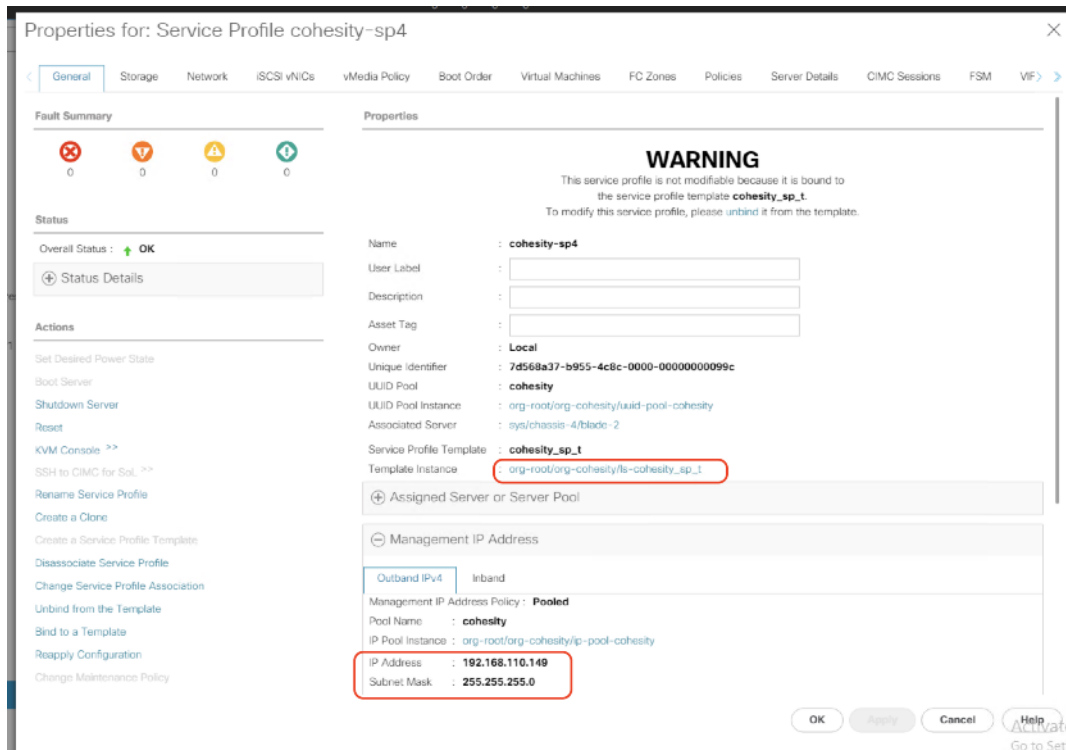 Properties for: Service Profile cohesity-sp4
General Storage Network iSCSI vNICs vMedia Policy Boot Order Virtual Machines FC Zones Policies Server Details CIMC Sessions FSM VIF
Fault Summary
0 0 0 0
Status
Overall Status : OK
Status Details
Actions
Set Desired Power State
Boot Server
Shutdown Server
Reset
KVM Console >>
SSH to CIMC for SoL >>
Rename Service Profile
Create a Clone
Create a Service Profile Template
Disassociate Service Profile
Change Service Profile Association
Unbind from the Template
Bind to a Template
Reapply Configuration
Change Maintenance Policy
Properties
WARNING
This service profile is not modifiable because it is bound to
the service profile template cohesity_sp_t.
To modify this service profile, please unbind it from the template.
Name : cohesity-sp4
User Label :
Description :
Asset Tag :
Owner : Local
Unique Identifier : 7d568a37-b955-4c8c-0000-00000000099c
UUID Pool : cohesity
UUID Pool Instance : org-root/org-cohesity/uuid-pool-cohesity
Associated Server : sys/chassis-4/blade-2
Service Profile Template : cohesity_sp_t
Template Instance : org-root/org-cohesity/ls-cohesity_sp_t
Assigned Server or Server Pool
Management IP Address
Outband IPv4 Inband
Management IP Address Policy : Pooled
Pool Name : cohesity
IP Pool Instance : org-root/org-cohesity/ip-pool-cohesity
IP Address : 192.168.110.149
Subnet Mask : 255.255.255.0
OK Apply Cancel Help
Activat
Go to Set